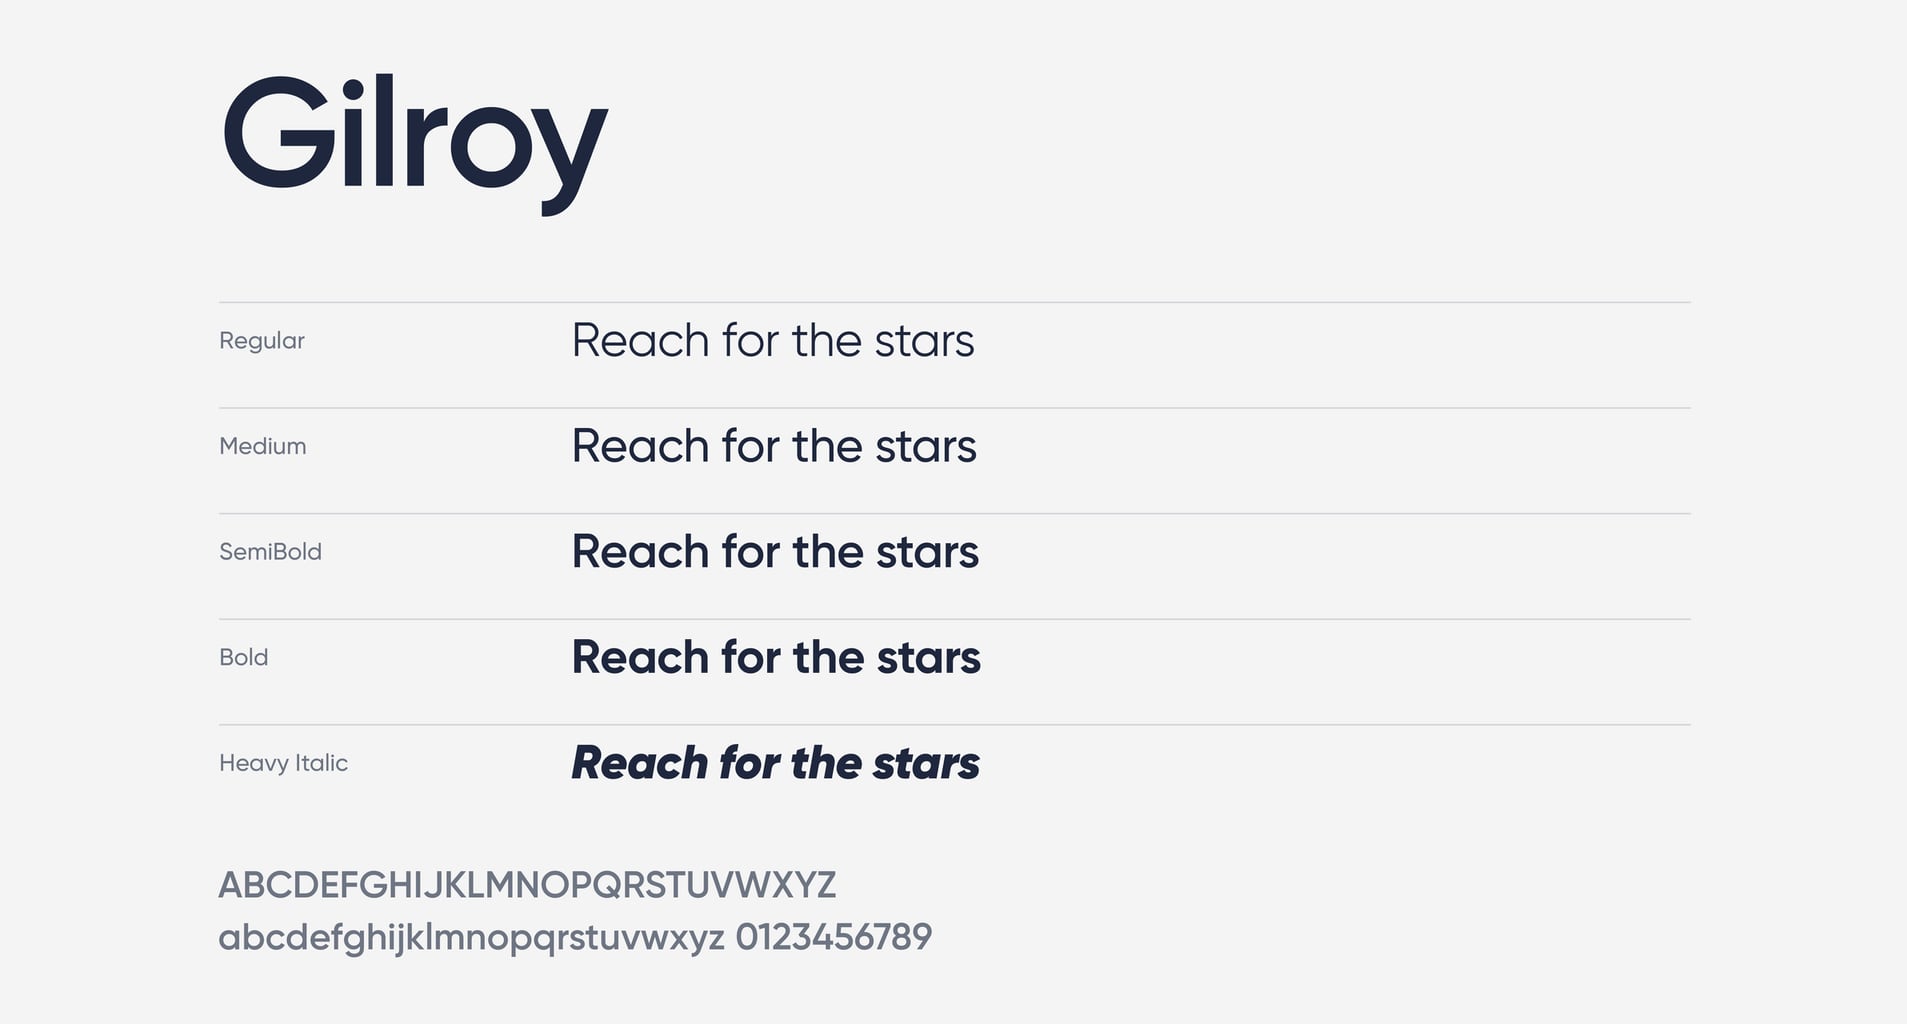 Gilroy
Regular Reach for the stars
Medium Reach for the stars
SemiBold Reach for the stars
Bold Reach for the stars
Heavy Italic Reach for the stars
ABCDEFGHIJKLMNOPQRSTUVWXYZ
abcdefghijklmnopqrstuvwxyz 0123456789